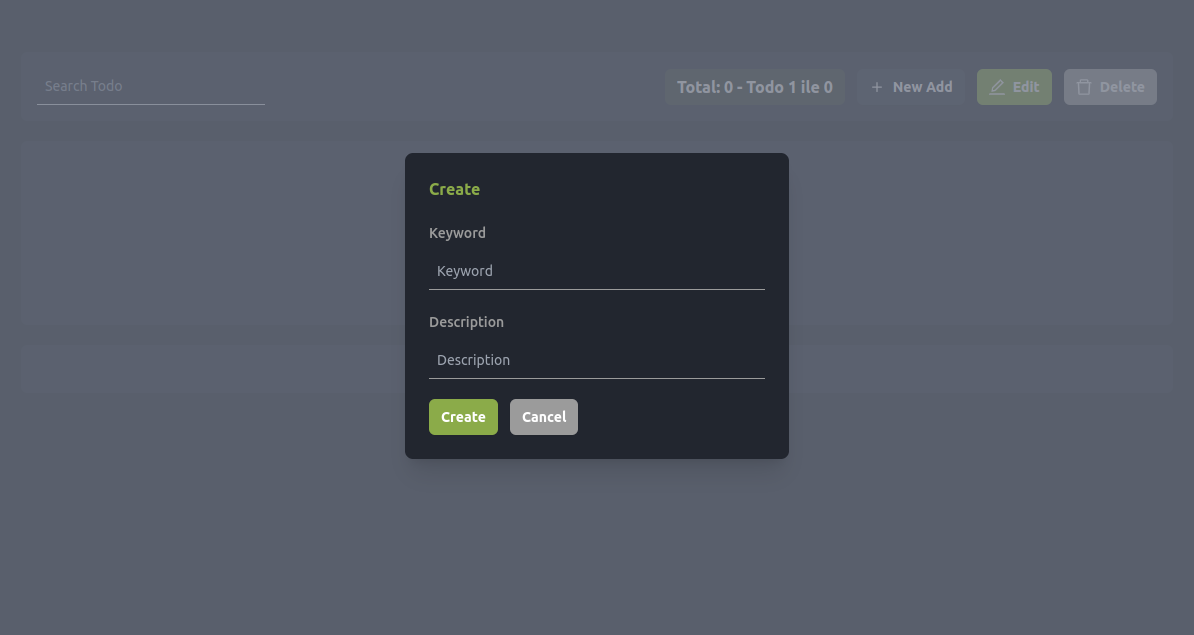 Search Todo
Total: 0 - Todo 1 ile 0
+ New Add
Edit
Delete
Create
Keyword
Keyword
Description
Description
Create
Cancel